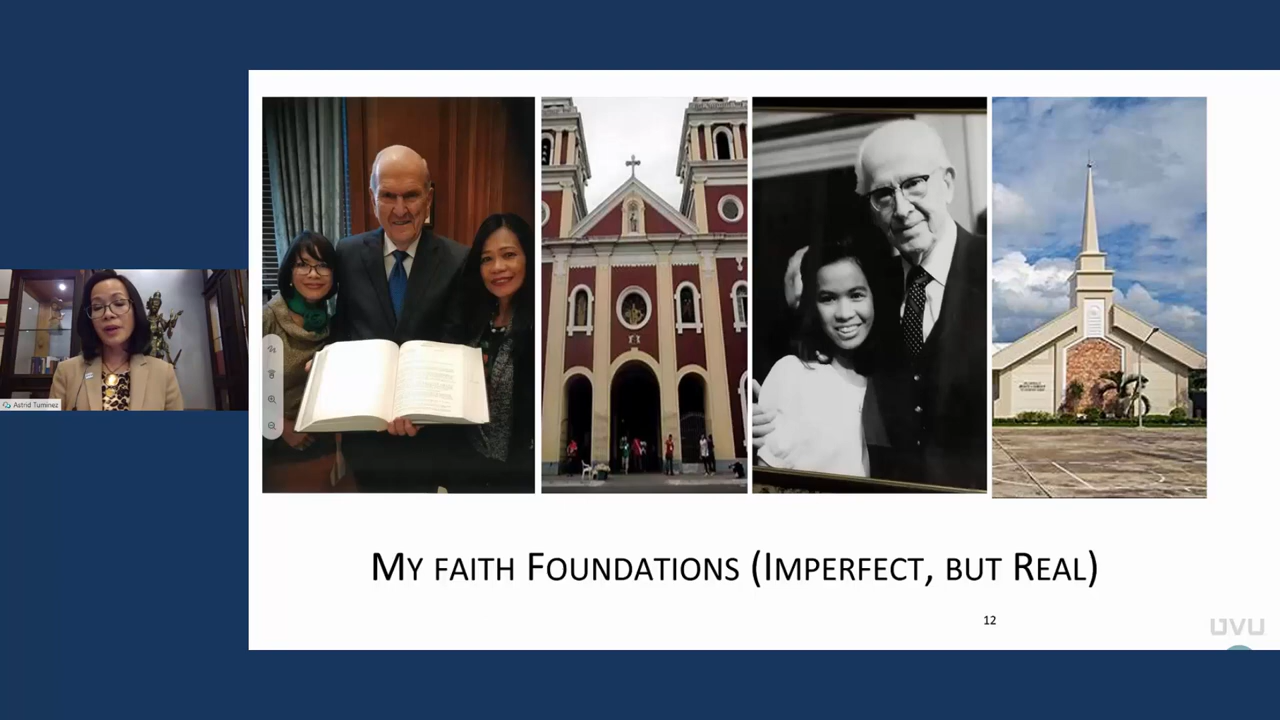 Astrid Tuminez
MY FAITH FOUNDATIONS (IMPERFECT, BUT REAL)
12
UVU